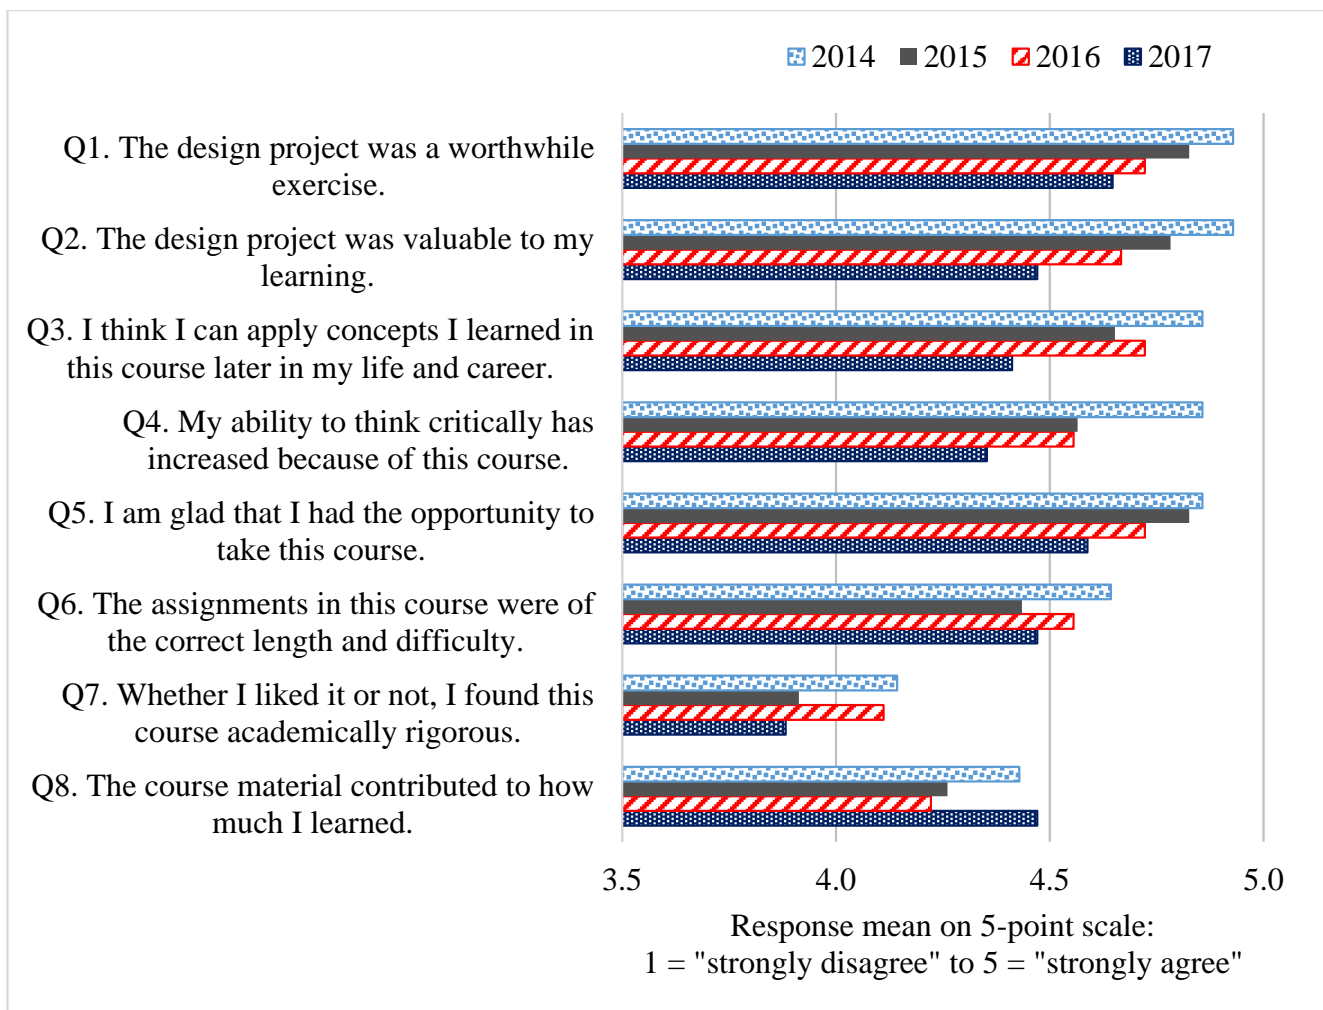 2014 2015 2016 2017
Q1. The design project was a worthwhile
exercise.
Q2. The design project was valuable to my
learning.
Q3. I think I can apply concepts I learned in
this course later in my life and career.
Q4. My ability to think critically has
increased because of this course.
Q5. I am glad that I had the opportunity to
take this course.
Q6. The assignments in this course were of
the correct length and difficulty.
Q7. Whether I liked it or not, I found this
course academically rigorous.
Q8. The course material contributed to how
much I learned.
3.5 4.0 4.5 5.0
Response mean on 5-point scale:
1 = "strongly disagree" to 5 = "strongly agree"